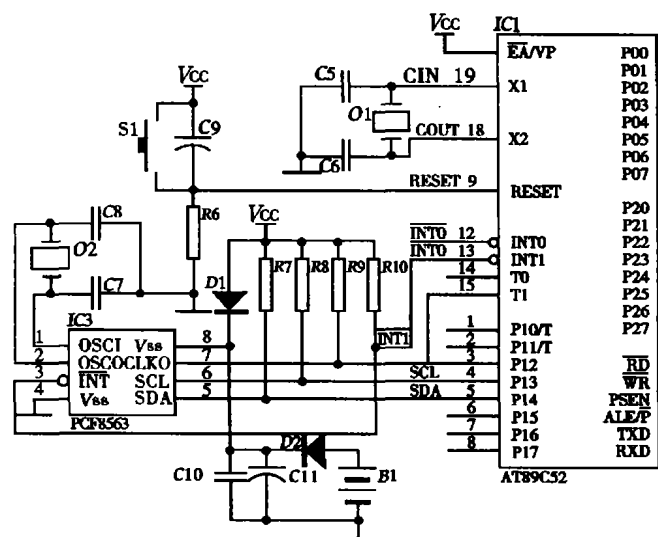 IC1
VCC
EA/VP
P00
P01
P02
P03
P04
P05
P06
P07
C5
CIN 19
X1
VCC
O1
S1
C9
COUT 18
X2
C6
RESET 9
RESET
R6
P20
P21
P22
P23
P24
P25
P26
P27
C8
O2
C7
VCC
INT0 12
INT0
INT0 13
INT1
14
T0
15
T1
D1
R7
R8
R9
R10
INT1
IC3
1
OSCI
Vss
8
2
OSCO
CLKO
7
3
INT
SCL
6
4
Vss
SDA
5
PCF8563
1
P10/T
2
P11/T
3
P12
RD
SCL 4
P13
WR
SDA 5
P14
PSEN
6
P15
ALE/P
7
P16
TXD
8
P17
RXD
AT89C52
D2
C10
C11
B1